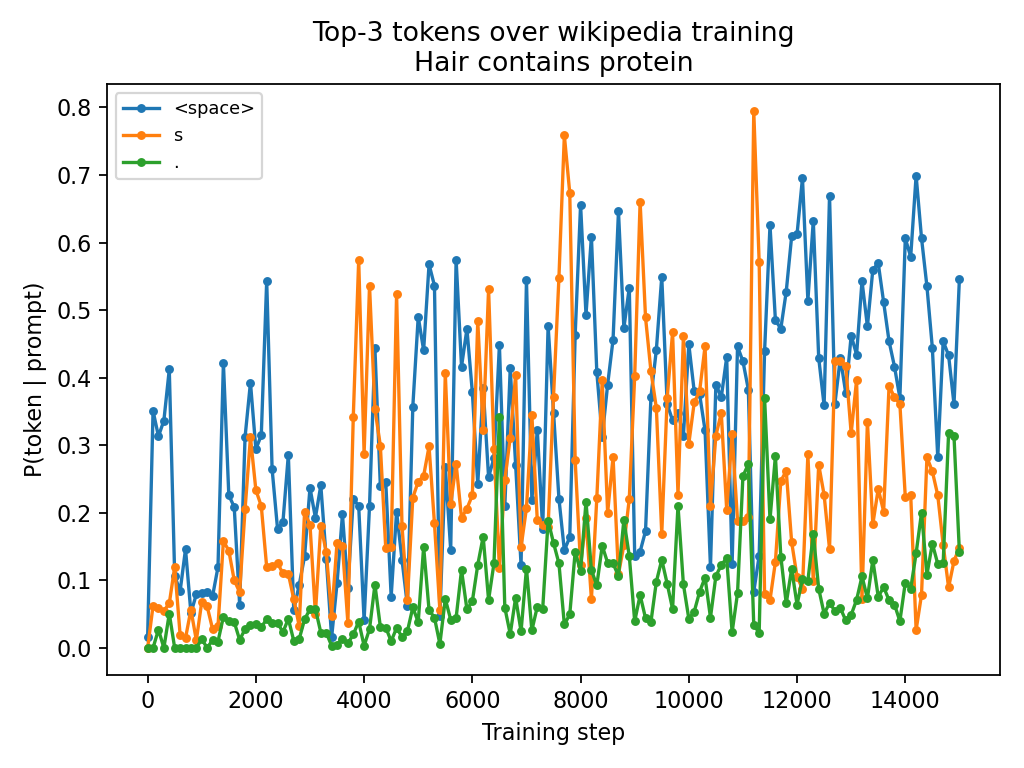 Top-3 tokens over wikipedia training
Hair contains protein
<space>
s
.
P(token | prompt)
0.8
0.7
0.6
0.5
0.4
0.3
0.2
0.1
0.0
0 2000 4000 6000 8000 10000 12000 14000
Training step